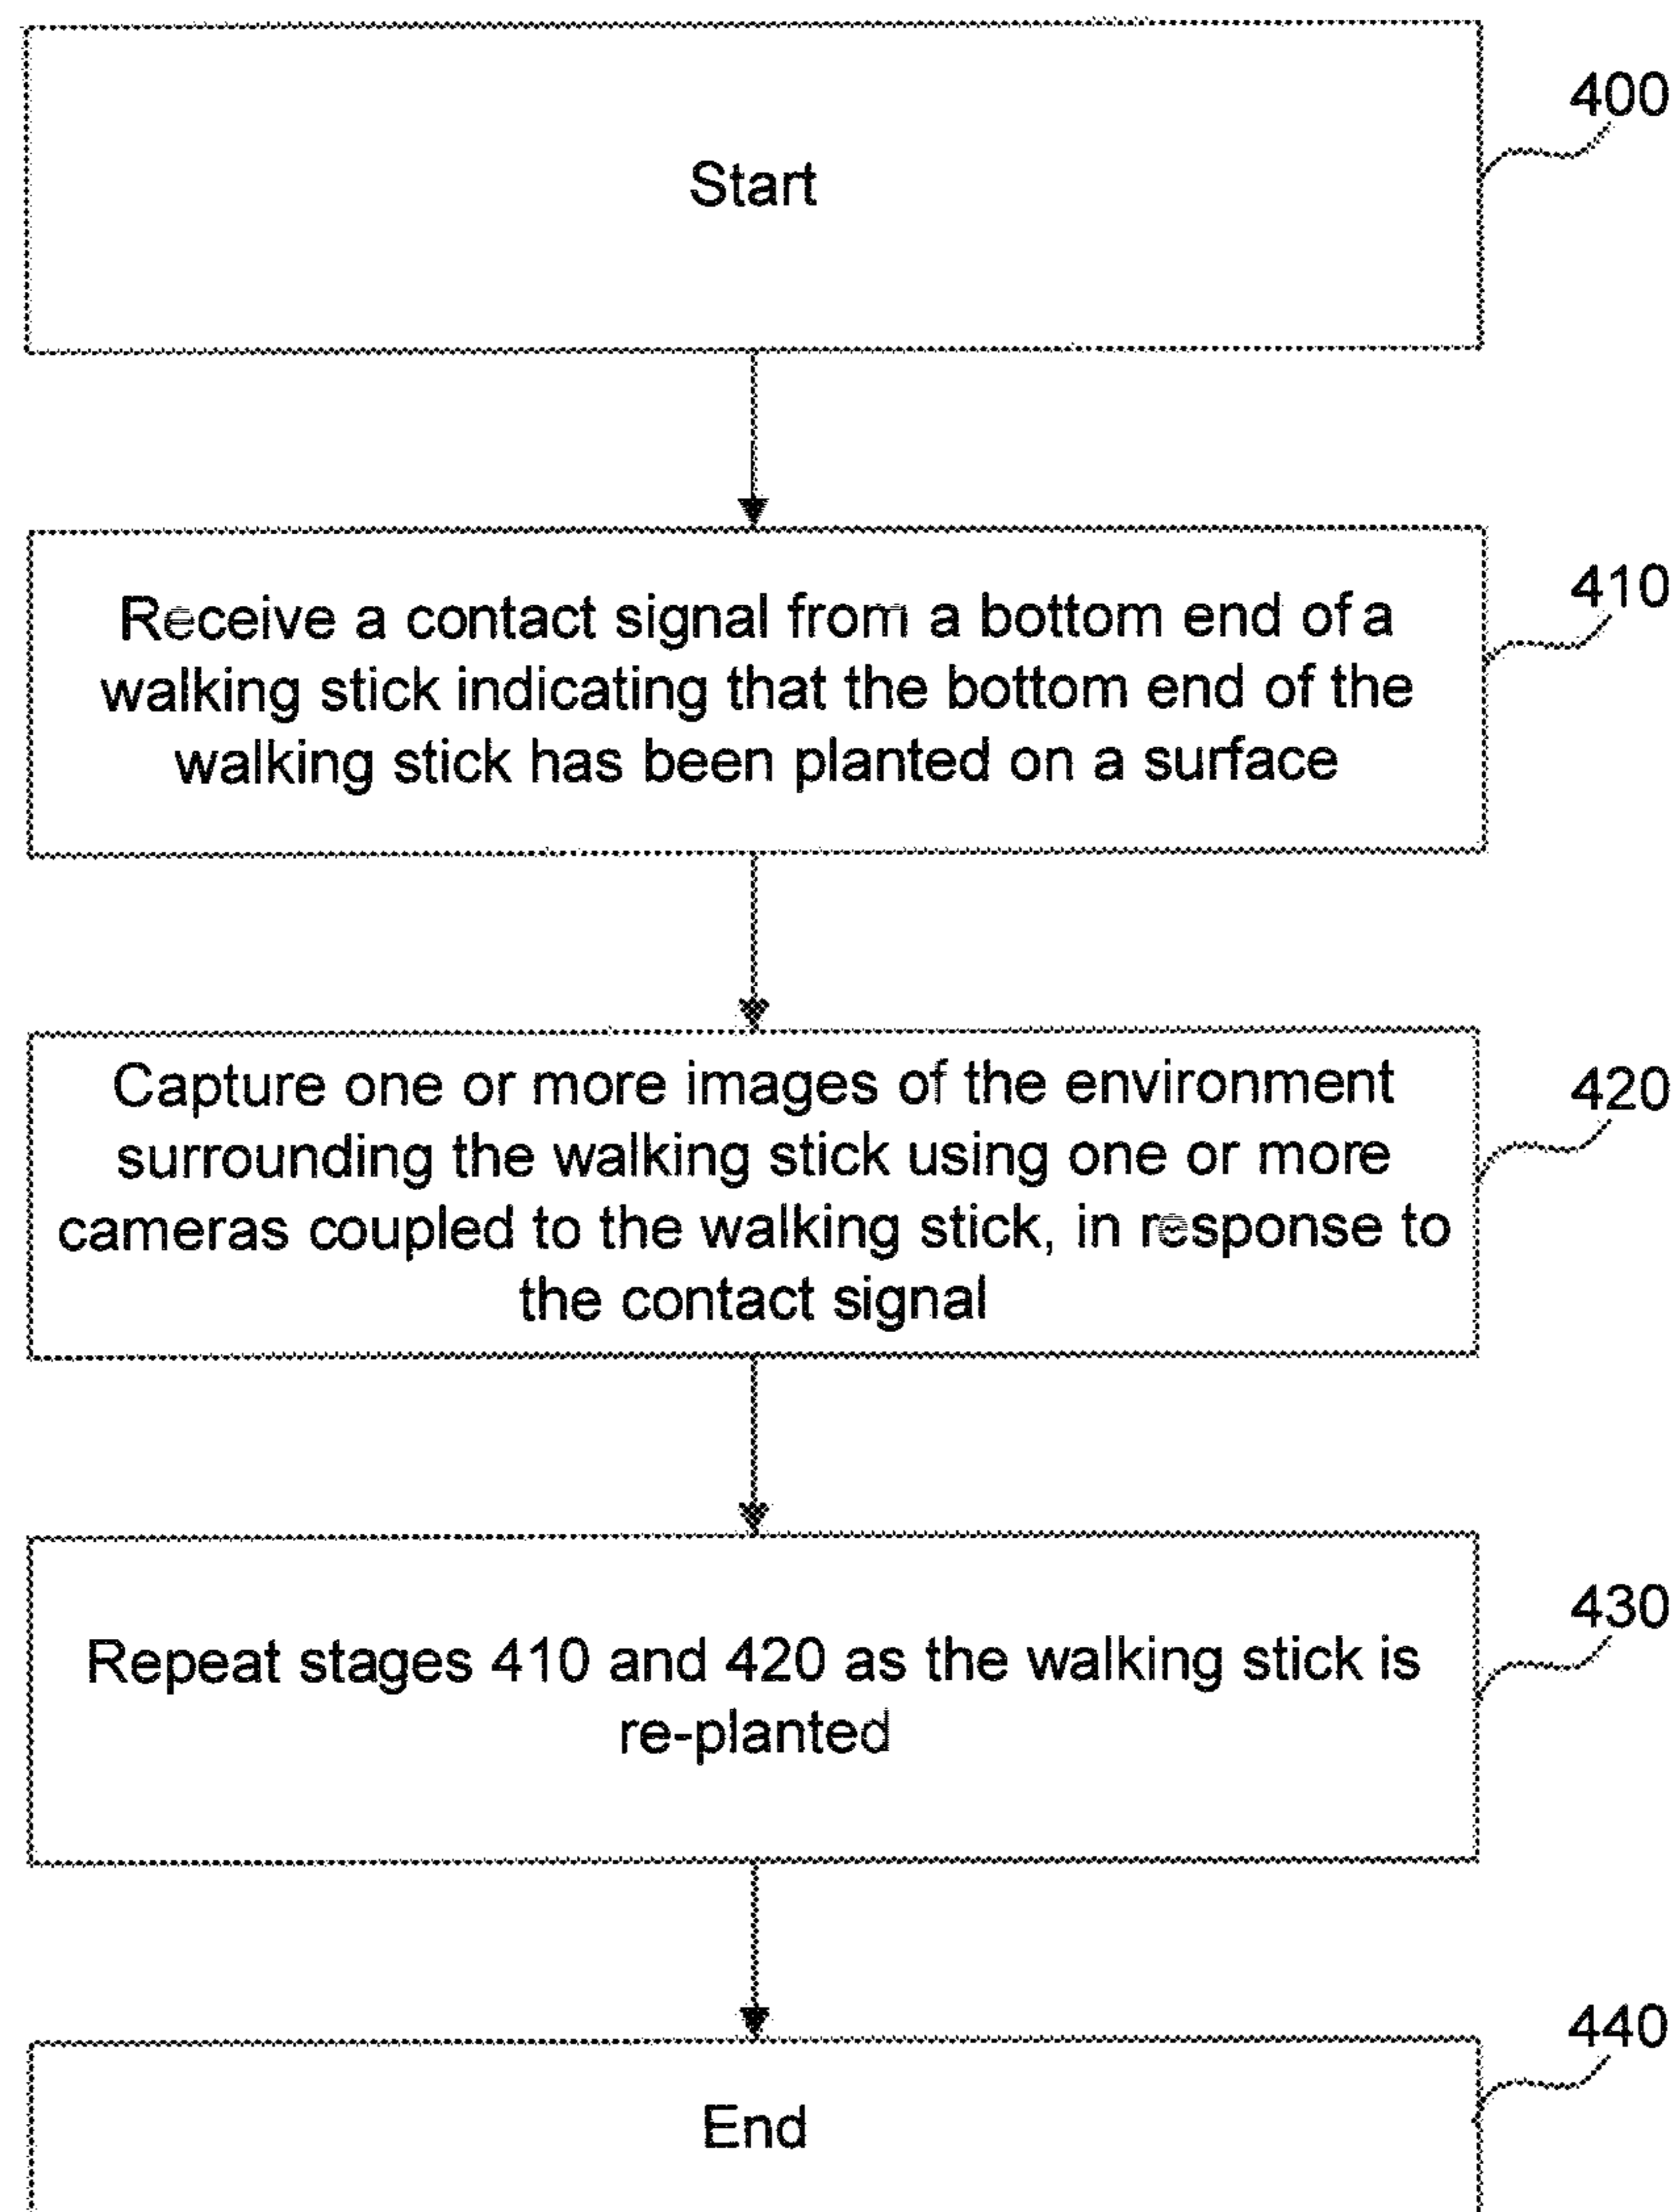 400
Start
410
Receive a contact signal from a bottom end of a
walking stick indicating that the bottom end of the
walking stick has been planted on a surface
420
Capture one or more images of the environment
surrounding the walking stick using one or more
cameras coupled to the walking stick, in response to
the contact signal
430
Repeat stages 410 and 420 as the walking stick is
re-planted
440
End